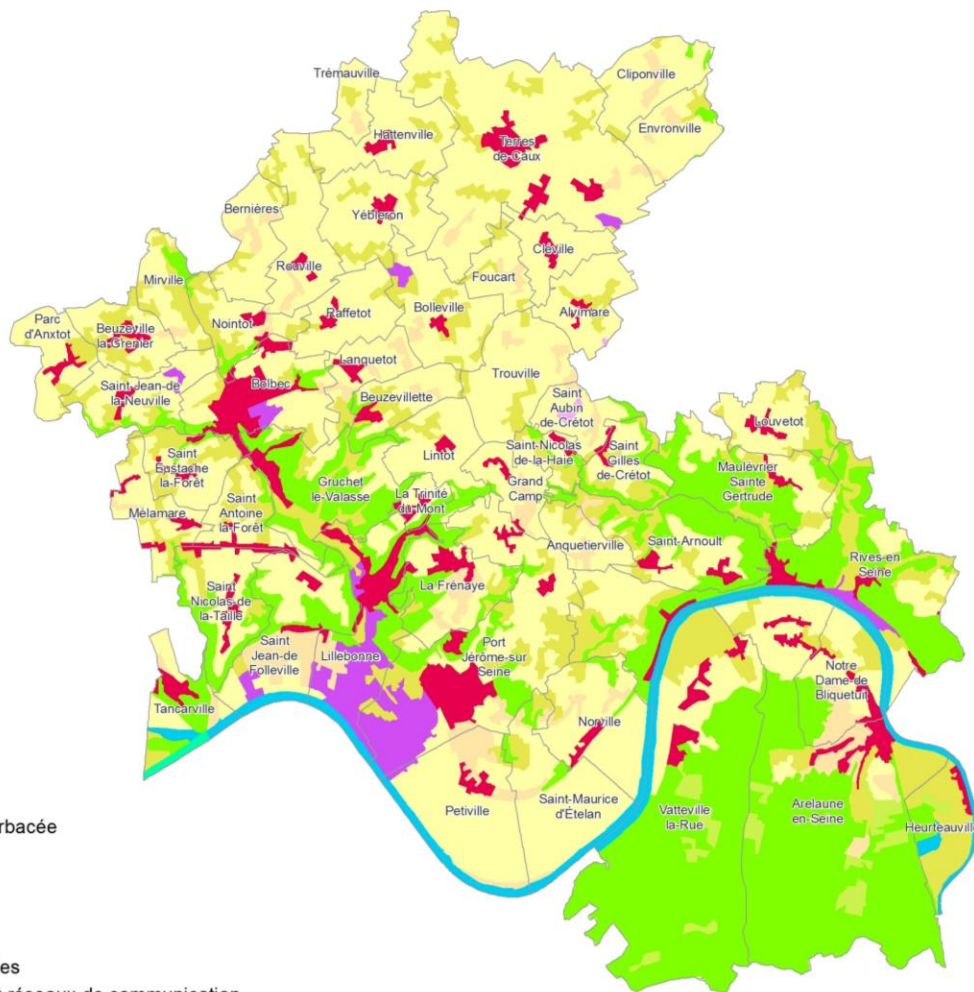 Trémauville
Cliponville
Hattenville
Terres
de-Caux
Envronville
Bernières
Yébleron
Cléville
Rouville
Foucart
Mirville
Parc
d'Anxtot
Beuzeville
la-Grenier
Nointot
Raffetot
Bolleville
Alvimare
Lanquetot
Trouville
Saint-Jean-de
la-Neuville
Bolbec
Beuzevillette
Saint
Aubin
de-Crétot
Louvetot
Saint
Eustache
la-Forêt
Lintot
Saint-Nicolas
de-la-Haie
Saint
Gilles
de-Crétot
Maulévrier
Sainte
Gertrude
Gruchet
le-Valasse
Grand
Camp
Mélamare
Saint
Antoine
la-Forêt
La Trinité
du-Mont
Anquetierville
Saint-Arnoult
Rives-en
Seine
La Frénaye
Saint
Nicolas-de
la-Taille
Saint
Jean-de
Folleville
Lillebonne
Port
Jérôme-sur
Seine
Notre
Dame-de
Bliquetuit
Tancarville
Norville
Petiville
Saint-Maurice
d'Ételan
Vatteville
la-Rue
Arelaune
en-Seine
Heurteauville
rbacée
es
réseaux de communication